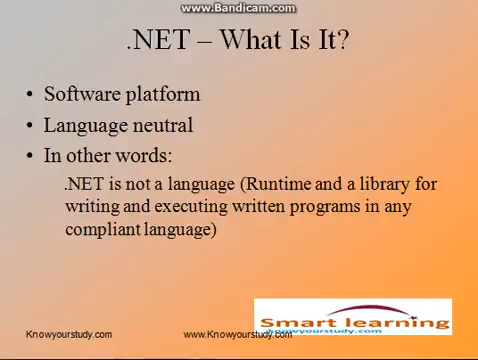 www.Bandicam.com
.NET – What Is It?
• Software platform
• Language neutral
• In other words:
.NET is not a language (Runtime and a library for
writing and executing written programs in any
compliant language)
Smart learning
knowyourstudy.com
Knowyourstudy.com
www.Knowyourstudy.com